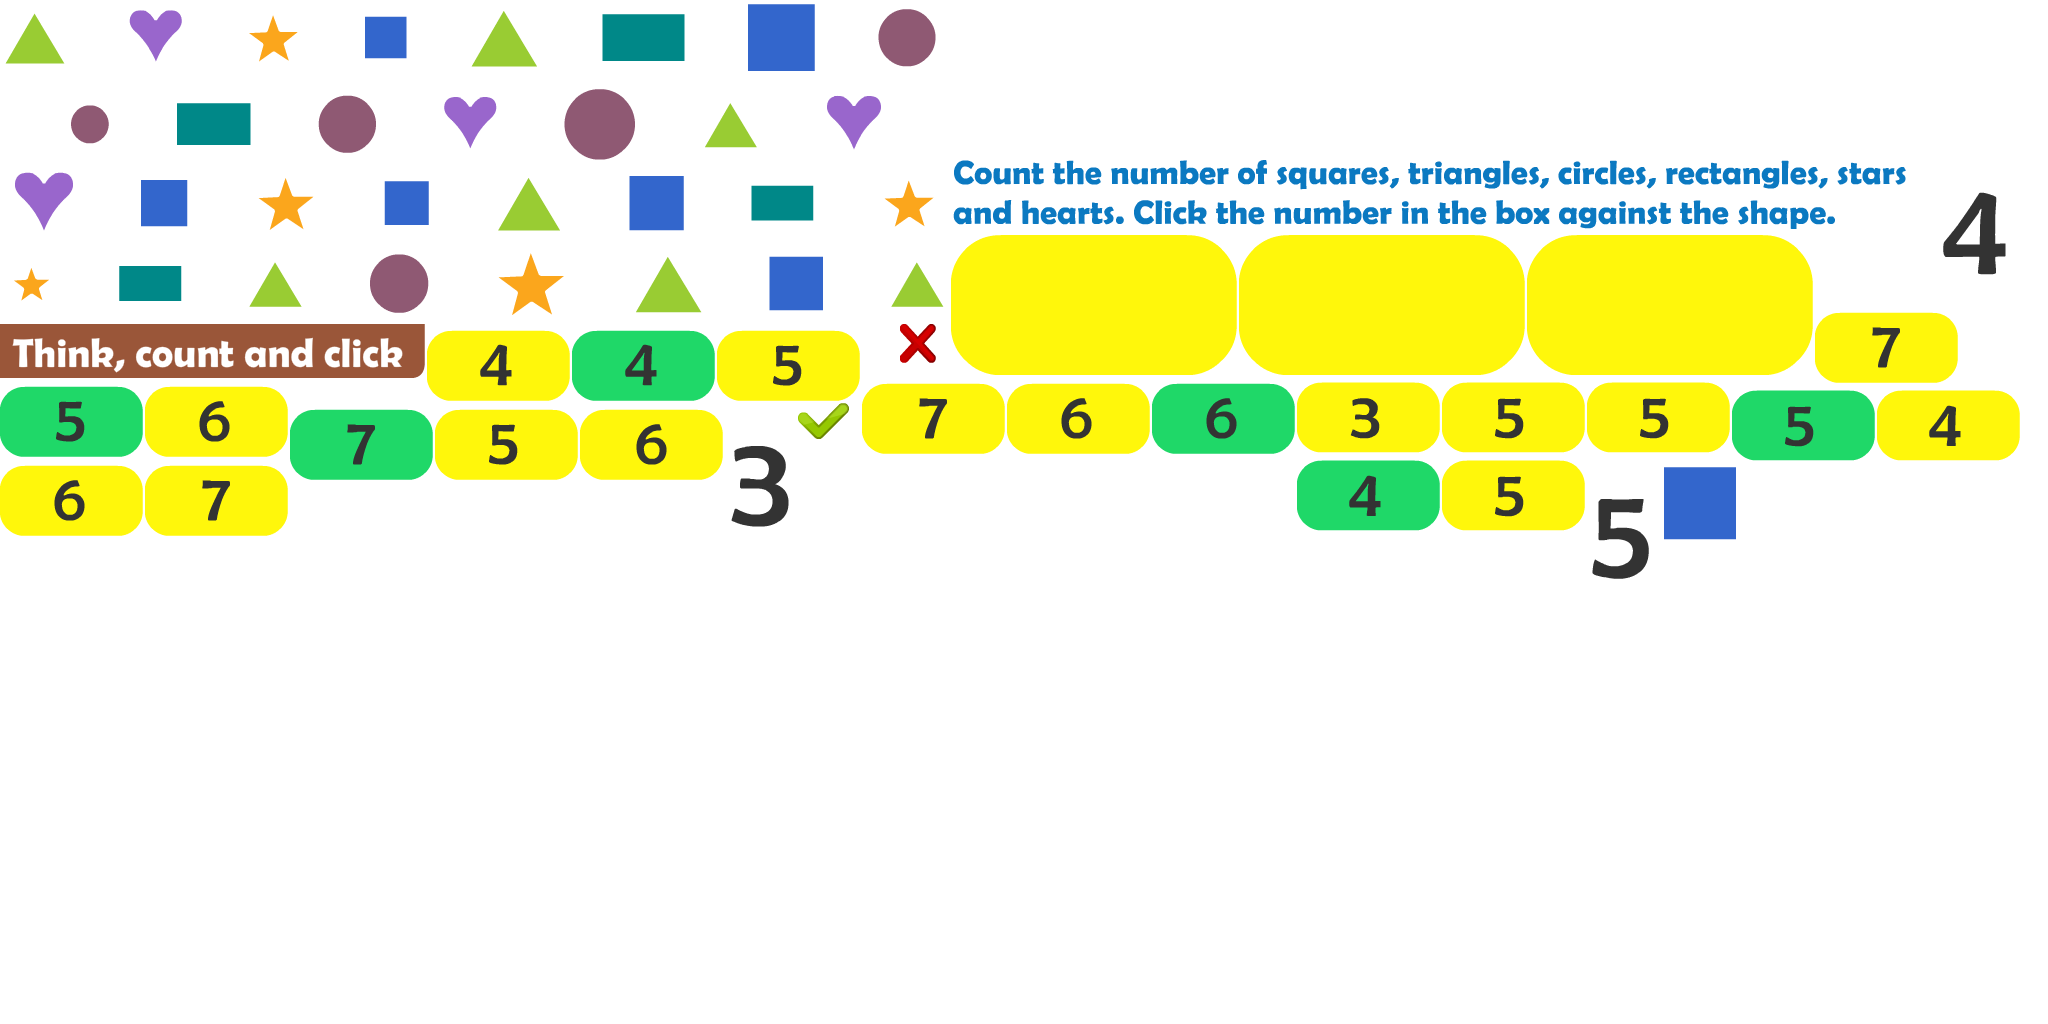 Count the number of squares, triangles, circles, rectangles, stars
and hearts. Click the number in the box against the shape.
4
Think, count and click
4 4 5
7
5 6 7 5 6
7 6 6 3 5 5 5 4
6 7
3
4 5
5